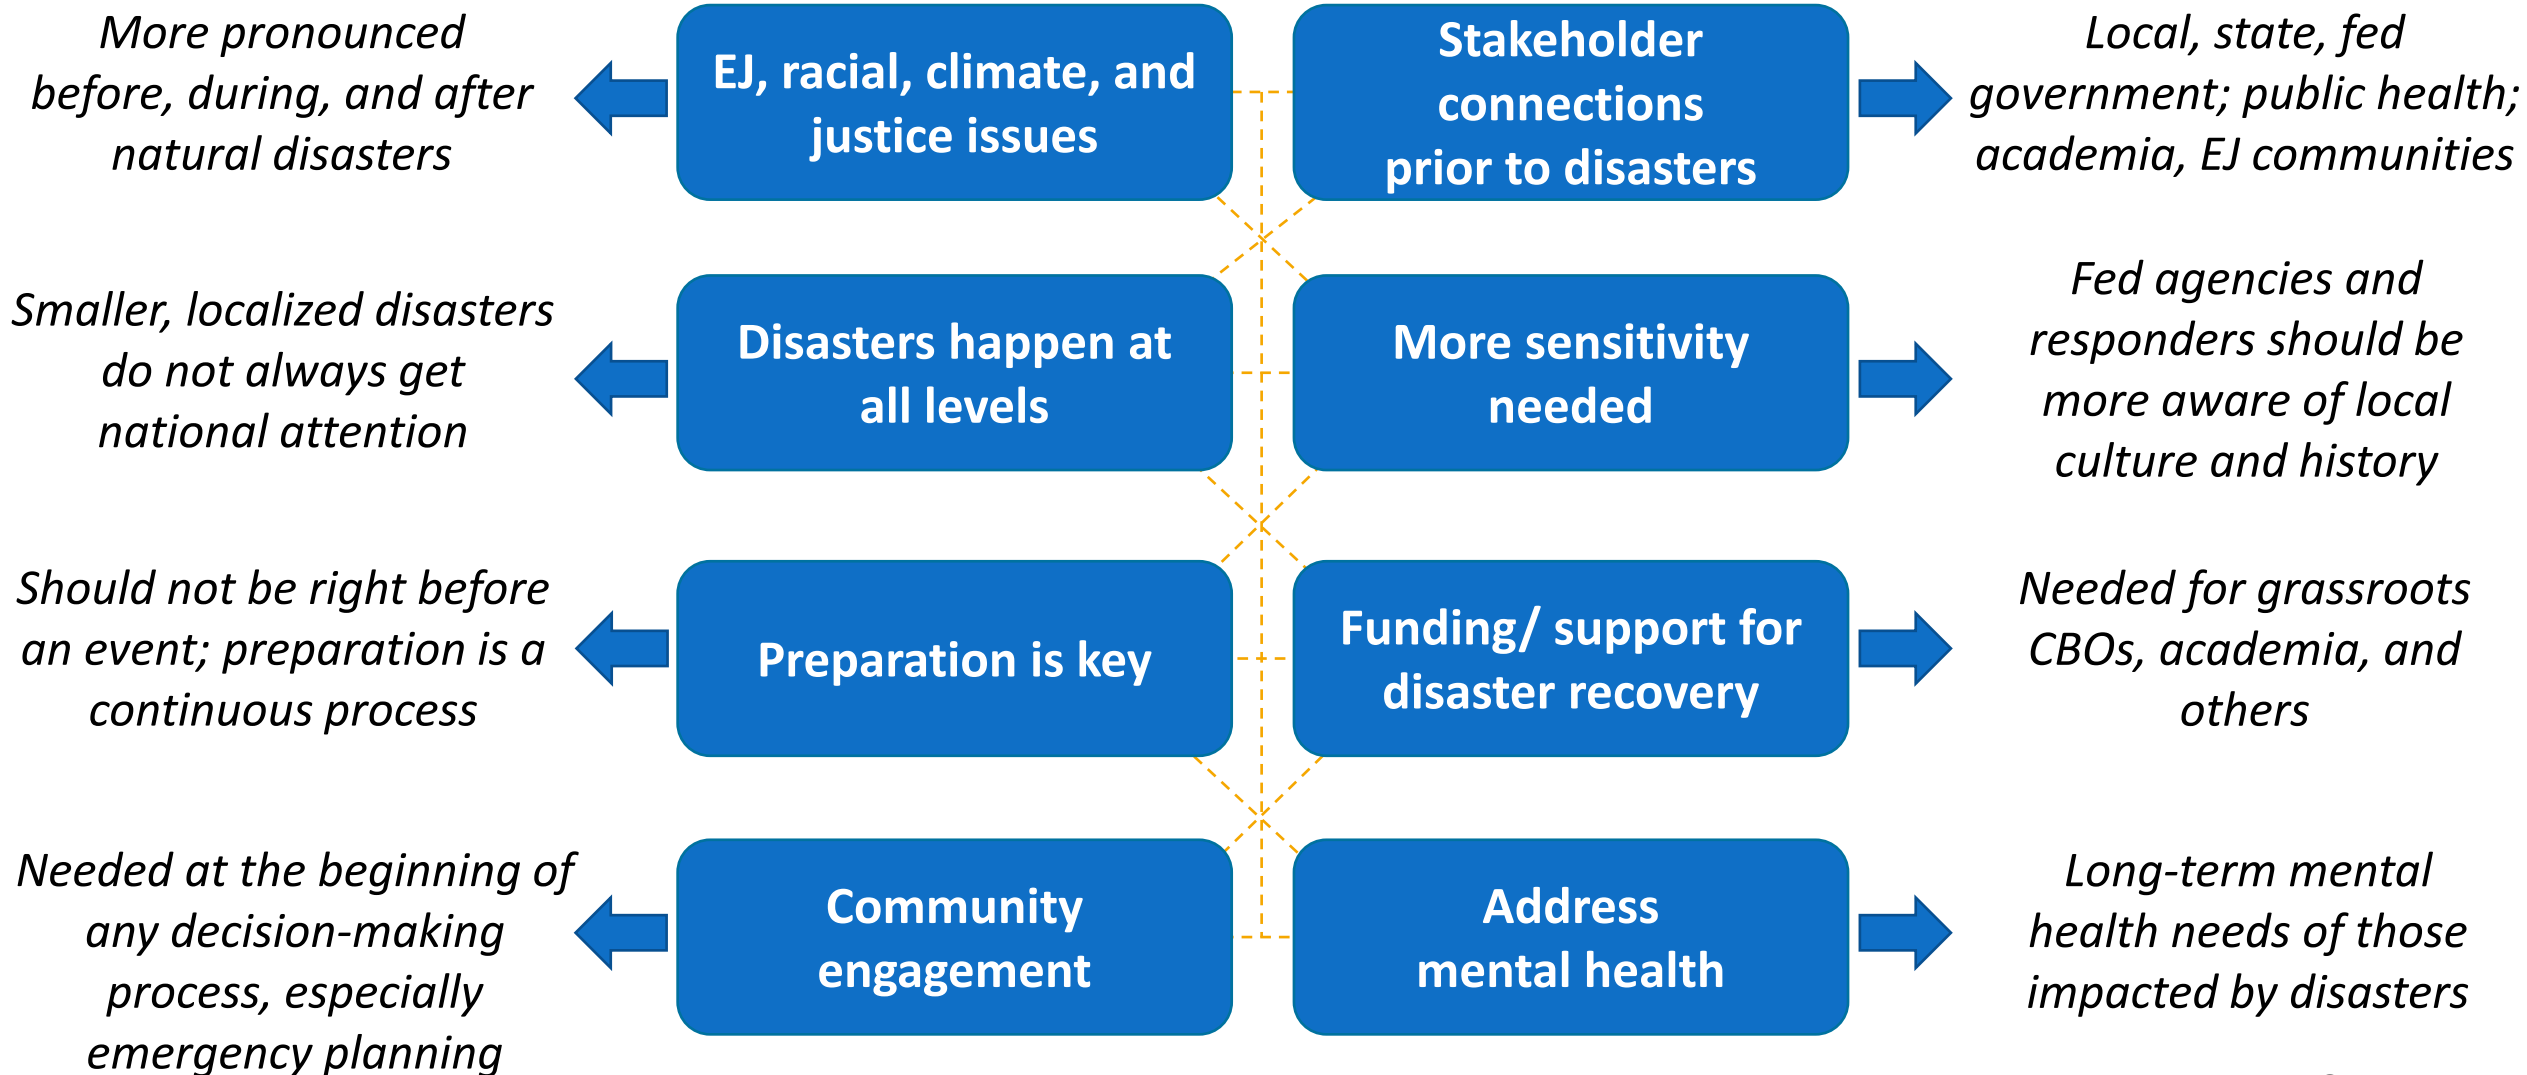 More pronounced
before, during, and after
natural disasters
EJ, racial, climate, and
justice issues
Stakeholder
connections
prior to disasters
Local, state, fed
government; public health;
academia, EJ communities
Smaller, localized disasters
do not always get
national attention
Disasters happen at
all levels
More sensitivity
needed
Fed agencies and
responders should be
more aware of local
culture and history
Should not be right before
an event; preparation is a
continuous process
Preparation is key
Funding/ support for
disaster recovery
Needed for grassroots
CBOs, academia, and
others
Needed at the beginning of
any decision-making
process, especially
emergency planning
Community
engagement
Address
mental health
Long-term mental
health needs of those
impacted by disasters